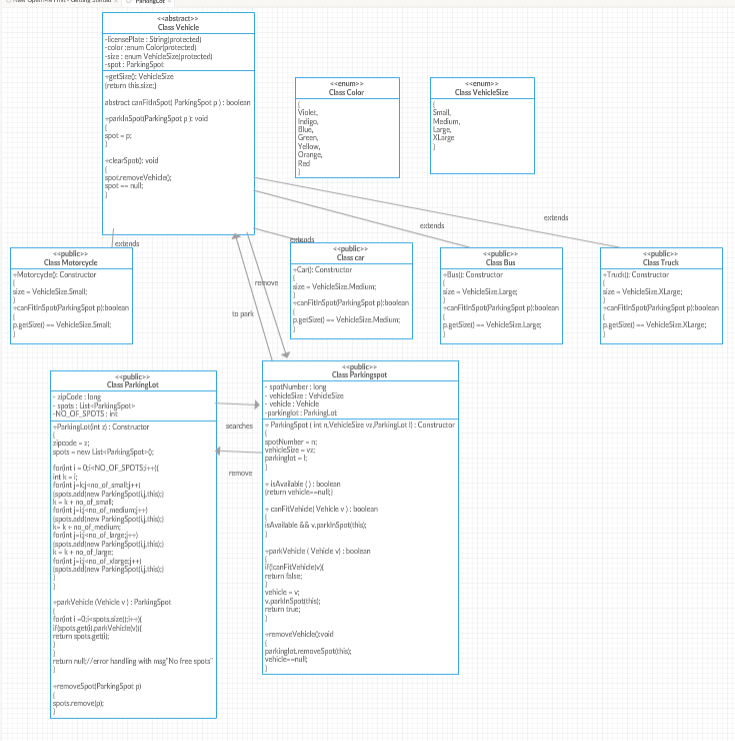 ParkingLot
<<abstract>>
Class Vehicle
-licensePlate : String(protected)
-color :enum Color(protected)
-size : enum VehicleSize(protected)
-spot : ParkingSpot
+getSize(): VehicleSize
{return this.size;}
abstract canFitInSpot( ParkingSpot p ) : boolean
+parkInSpot(ParkingSpot p ): void
{
spot = p;
}
+clearSpot(): void
{
spot.removeVehicle();
spot == null;
}
<<enum>>
Class Color
{
Violet,
Indigo,
Blue,
Green,
Yellow,
Orange,
Red
}
<<enum>>
Class VehicleSize
{
Small,
Medium,
Large,
XLarge
}
extends
extends
extends
extends
<<public>>
Class Motorcycle
+Motorcycle(): Constructor
{
size = VehicleSize.Small;
}
+canFitInSpot(ParkingSpot p):boolean
{
p.getSize() == VehicleSize.Small;
}
<<public>>
Class car
+Car(): Constructor
{
size = VehicleSize.Medium;
}
+canFitInSpot(ParkingSpot p):boolean
{
p.getSize() == VehicleSize.Medium;
}
<<public>>
Class Bus
+Bus(): Constructor
{
size = VehicleSize.Large;
}
+canFitInSpot(ParkingSpot p):boolean
{
p.getSize() == VehicleSize.Large;
}
<<public>>
Class Truck
+Truck(): Constructor
{
size = VehicleSize.XLarge;
}
+canFitInSpot(ParkingSpot p):boolean
{
p.getSize() == VehicleSize.XLarge;
}
remove
to park
<<public>>
Class ParkingLot
- zipCode : long
- spots : List<ParkingSpot>
-NO_OF_SPOTS : int
+ParkingLot(int z) : Constructor
{
zipcode = z;
spots = new List<ParkingSpot>();
for(int i = 0;i<NO_OF_SPOTS;i++){
int k = i;
for(int j=k;j<no_of_small;j++)
{spots.add(new ParkingSpot(i,j,this);}
k = k + no_of_small;
for(int j=i;j<no_of_medium;j++)
{spots.add(new ParkingSpot(i,j,this);}
k= k + no_of_medium;
for(int j=i;j<no_of_large;j++)
{spots.add(new ParkingSpot(i,j,this);}
k = k + no_of_large;
for(int j=i;j<no_of_xlarge;j++)
{spots.add(new ParkingSpot(i,j,this);}
}
}
+parkVehicle (Vehicle v ) : ParkingSpot
{
for(int i =0;i<spots.size();i++){
if(spots.get(i).parkVehicle(v)){
return spots.get(i);
}
}
return null;//error handling with msg"No free spots"
}
+removeSpot(ParkingSpot p)
{
spots.remove(p);
}
searches
remove
<<public>>
Class Parkingspot
- spotNumber : long
- vehicleSize : VehicleSize
- vehicle : Vehicle
-parkinglot : ParkingLot
+ ParkingSpot ( int n,VehicleSize vz,ParkingLot l) : Constructor
{
spotNumber = n;
vehicleSize = vz;
parkinglot = l;
}
+ isAvailable ( ) : boolean
{return vehicle==null;}
+ canFitVehicle( Vehicle v ) : boolean
{
isAvailable && v.parkInSpot(this);
}
+parkVehicle ( Vehicle v) : boolean
{
if(!canFitVehicle(v){
return false;
}
vehicle = v;
v.parkInSpot(this);
return true;
}
+removeVehicle():void
{
parkinglot.removeSpot(this);
vehicle==null;
}